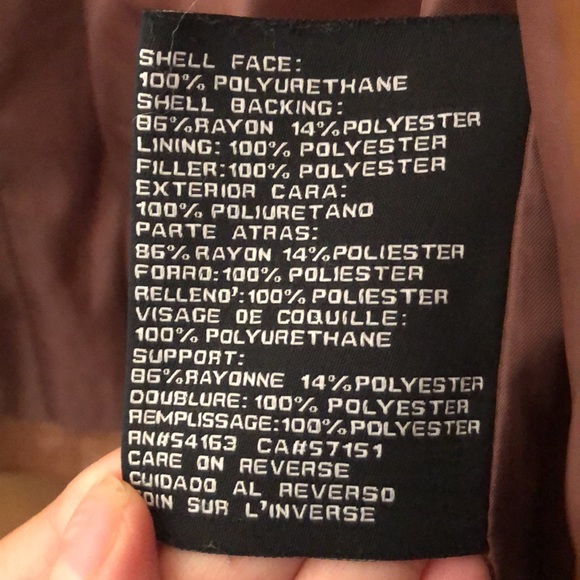 SHELL FACE:
100% POLYURETHANE
SHELL BACKING:
86%RAYON 14%POLYESTER
LINING: 100% POLYESTER
FILLER:100% POLYESTER
EXTERIOR CARA:
100% POLIURETANO
PARTE ATRAS:
86%RAYON 14%POLIESTER
FORRO:100% POLIESTER
RELLENO':100% POLIESTER
VISAGE DE COQUILLE:
100% POLYURETHANE
SUPPORT:
86%RAYONNE 14%POLYESTER
DOUBLURE: 100% POLYESTER
REMPLISSAGE:100% POLYESTER
RN#54163 CA#57151
CARE ON REVERSE
CUIDADO AL REVERSO
SOIN SUR L'INVERSE